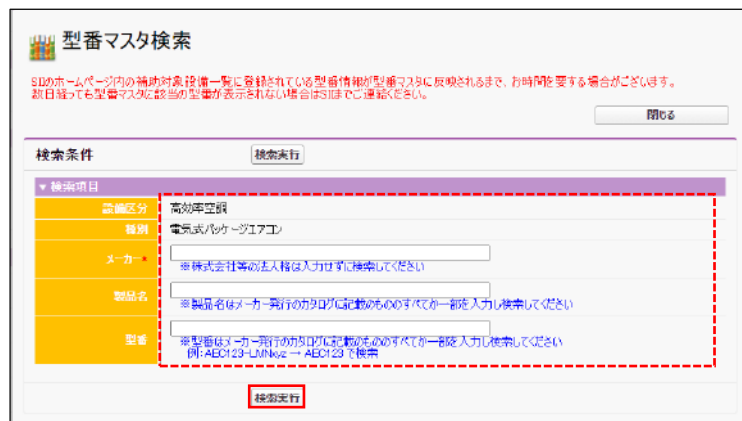 型番マスタ検索
SIIのホームページ内の補助対象設備一覧に登録されている型番情報が型番マスタに反映されるまで、お時間を要する場合がございます。
数日経っても型番マスタに該当の型番が表示されない場合はSIIまでご連絡ください。
閉じる
検索条件
検索実行
▼検索項目
設備区分 高効率空調
種別 電気式パッケージエアコン
メーカー*
※株式会社等の法人格は入力せずに検索してください
製品名
※製品名はメーカー発行のカタログに記載のもののすべてか一部を入力し検索してください
型番
※型番はメーカー発行のカタログに記載のもののすべてか一部を入力し検索してください
例:ABC123-LMNxyz → ABC123 で検索
検索実行